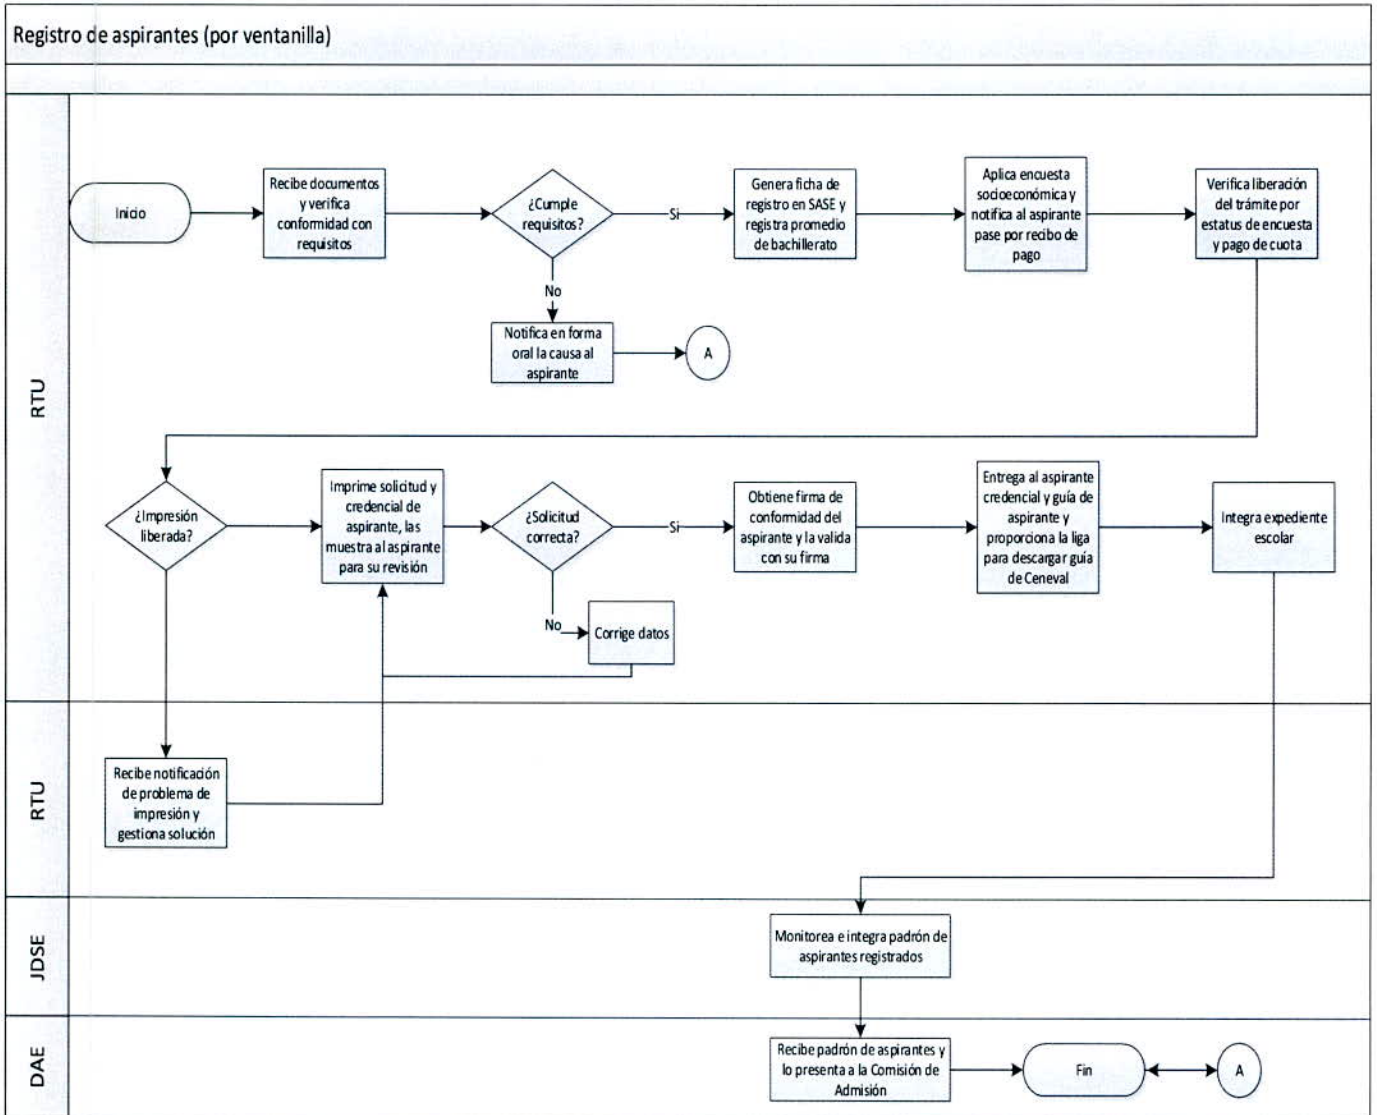 Registro de aspirantes (por ventanilla)
RTU
Inicio
Recibe documentos
y verifica
conformidad con
requisitos
¿Cumple
requisitos?
Si
Genera ficha de
registro en SASE y
registra promedio
de bachillerato
Aplica encuesta
socioeconómica y
notifica al aspirante
pase por recibo de
pago
Verifica liberación
del trámite por
estatus de encuesta
y pago de cuota
No
Notifica en forma
oral la causa al
aspirante
A
¿Impresión
liberada?
Imprime solicitud y
credencial de
aspirante, las
muestra al aspirante
para su revisión
¿Solicitud
correcta?
Si
Obtiene firma de
conformidad del
aspirante y la valida
con su firma
Entrega al aspirante
credencial y guía de
aspirante y
proporciona la liga
para descargar guía
de Ceneval
Integra expediente
escolar
No
Corrige datos
RTU
Recibe notificación
de problema de
impresión y
gestiona solución
JDSE
Monitorea e integra padrón de
aspirantes registrados
DAE
Recibe padrón de aspirantes y
lo presenta a la Comisión de
Admisión
Fin
A